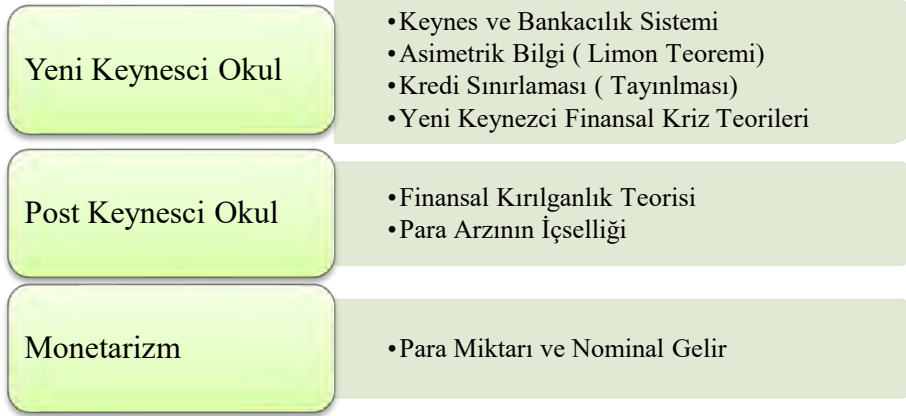 Yeni Keynesci Okul
•Keynes ve Bankacılık Sistemi
•Asimetrik Bilgi ( Limon Teoremi)
•Kredi Sınırlaması ( Tayınlması)
•Yeni Keynezci Finansal Kriz Teorileri
Post Keynesci Okul
•Finansal Kırılganlık Teorisi
•Para Arzının İçselliği
Monetarizm
•Para Miktarı ve Nominal Gelir